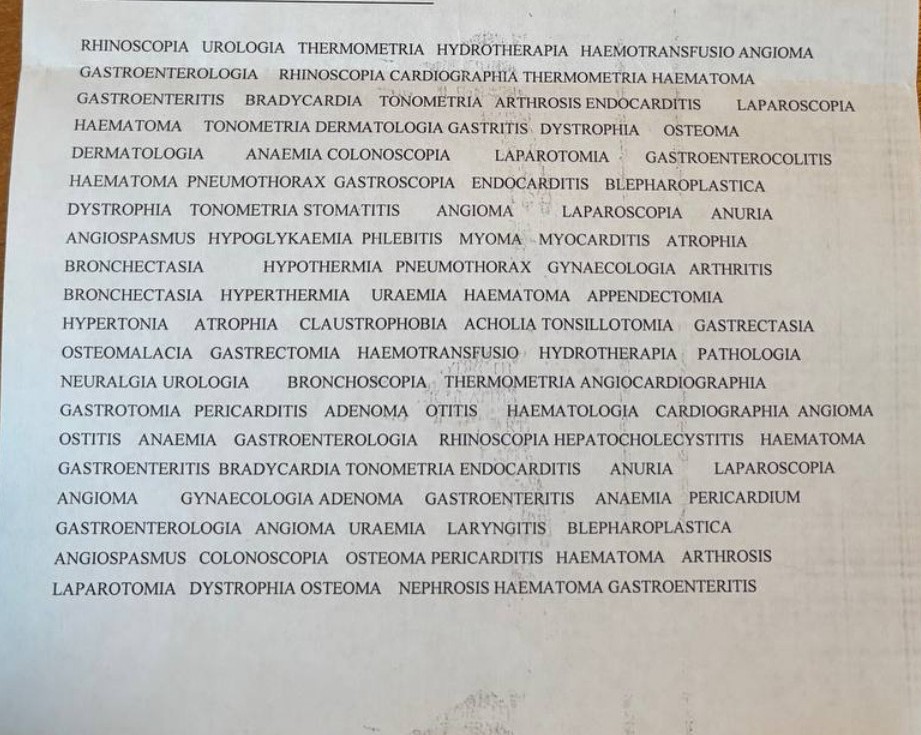 RHINOSCOPIA UROLOGIA THERMOMETRIA HYDROTHERAPIA HAEMOTRANSFUSIO ANGIOMA
GASTROENTEROLOGIA RHINOSCOPIA CARDIOGRAPHIA THERMOMETRIA HAEMATOMA
GASTROENTERITIS BRADYCARDIA TONOMETRIA ARTHROSIS ENDOCARDITIS LAPAROSCOPIA
HAEMATOMA TONOMETRIA DERMATOLOGIA GASTRITIS DYSTROPHIA OSTEOMA
DERMATOLOGIA ANAEMIA COLONOSCOPIA LAPAROTOMIA GASTROENTEROCOLITIS
HAEMATOMA PNEUMOTHORAX GASTROSCOPIA ENDOCARDITIS BLEPHAROPLASTICA
DYSTROPHIA TONOMETRIA STOMATITIS ANGIOMA LAPAROSCOPIA ANURIA
ANGIOSPASMUS HYPOGLYKAEMIA PHLEBITIS MYOMA MYOCARDITIS ATROPHIA
BRONCHECTASIA HYPOTHERMIA PNEUMOTHORAX GYNAECOLOGIA ARTHRITIS
BRONCHECTASIA HYPERTHERMIA URAEMIA HAEMATOMA APPENDECTOMIA
HYPERTONIA ATROPHIA CLAUSTROPHOBIA ACHOLIA TONSILLOTOMIA GASTRECTASIA
OSTEOMALACIA GASTRECTOMIA HAEMOTRANSFUSIO HYDROTHERAPIA PATHOLOGIA
NEURALGIA UROLOGIA BRONCHOSCOPIA THERMOMETRIA ANGIOCARDIOGRAPHIA
GASTROTOMIA PERICARDITIS ADENOMA OTITIS HAEMATOLOGIA CARDIOGRAPHIA ANGIOMA
OSTITIS ANAEMIA GASTROENTEROLOGIA RHINOSCOPIA HEPATOCHOLECYSTITIS HAEMATOMA
GASTROENTERITIS BRADYCARDIA TONOMETRIA ENDOCARDITIS ANURIA LAPAROSCOPIA
ANGIOMA GYNAECOLOGIA ADENOMA GASTROENTERITIS ANAEMIA PERICARDIUM
GASTROENTEROLOGIA ANGIOMA URAEMIA LARYNGITIS BLEPHAROPLASTICA
ANGIOSPASMUS COLONOSCOPIA OSTEOMA PERICARDITIS HAEMATOMA ARTHROSIS
LAPAROTOMIA DYSTROPHIA OSTEOMA NEPHROSIS HAEMATOMA GASTROENTERITIS